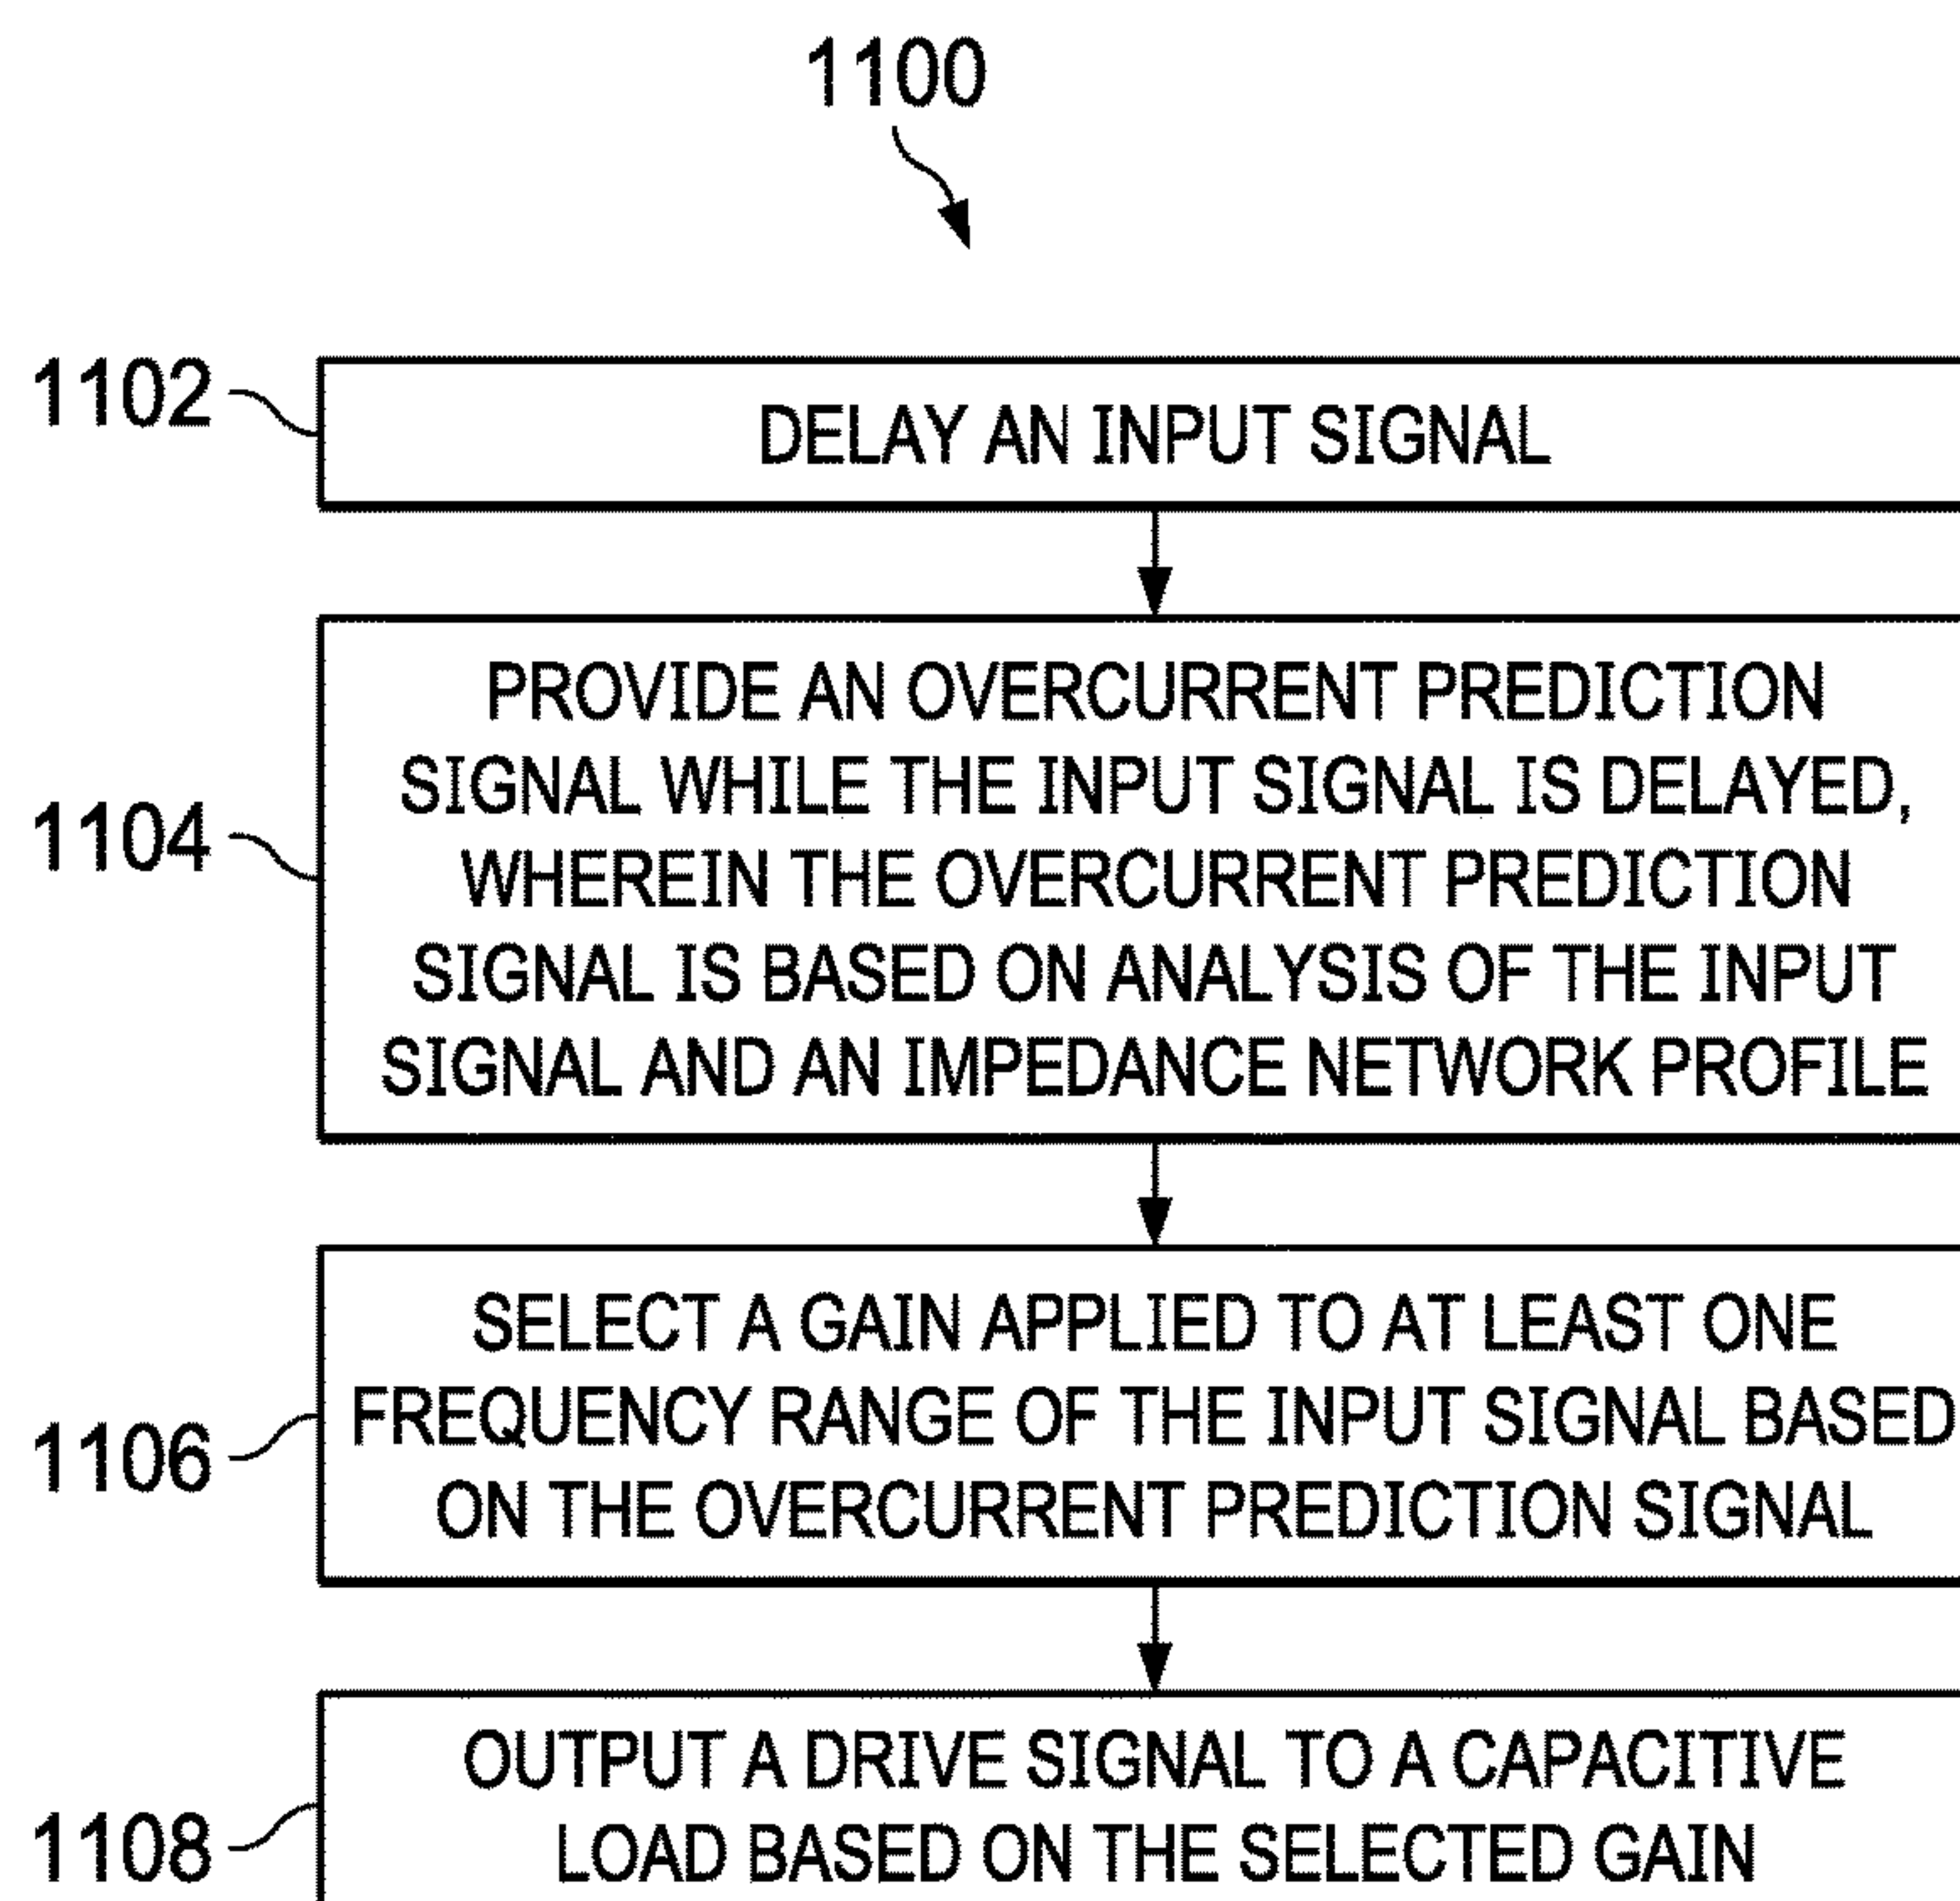 1100
1102
DELAY AN INPUT SIGNAL
1104
PROVIDE AN OVERCURRENT PREDICTION
SIGNAL WHILE THE INPUT SIGNAL IS DELAYED,
WHEREIN THE OVERCURRENT PREDICTION
SIGNAL IS BASED ON ANALYSIS OF THE INPUT
SIGNAL AND AN IMPEDANCE NETWORK PROFILE
1106
SELECT A GAIN APPLIED TO AT LEAST ONE
FREQUENCY RANGE OF THE INPUT SIGNAL BASED
ON THE OVERCURRENT PREDICTION SIGNAL
1108
OUTPUT A DRIVE SIGNAL TO A CAPACITIVE
LOAD BASED ON THE SELECTED GAIN